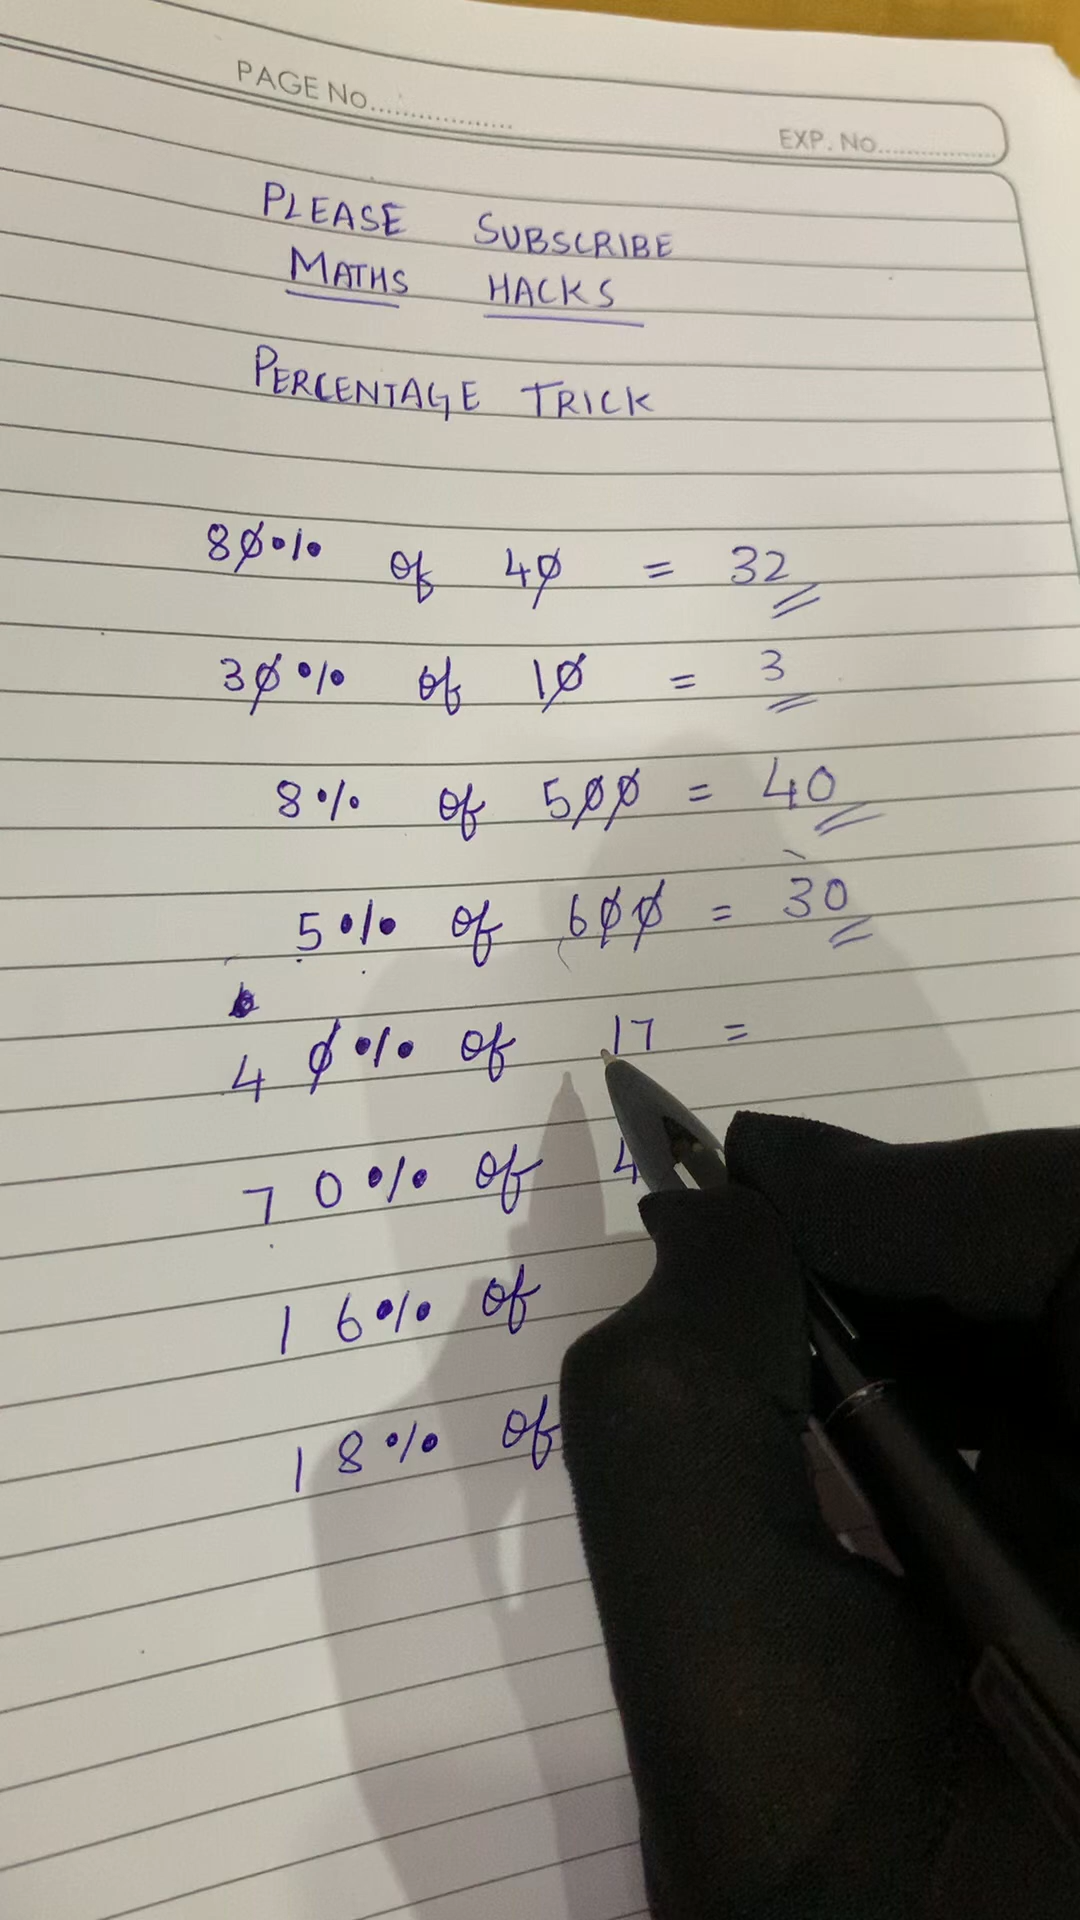 PAGE No..................
EXP. No..................
PLEASE SUBSCRIBE
MATHS HACKS
PERCENTAGE TRICK
80% of 40 = 32
30% of 10 = 3
8% of 500 = 40
5% of 600 = 30
40% of 17 =
70% of 4
16% of
18% of